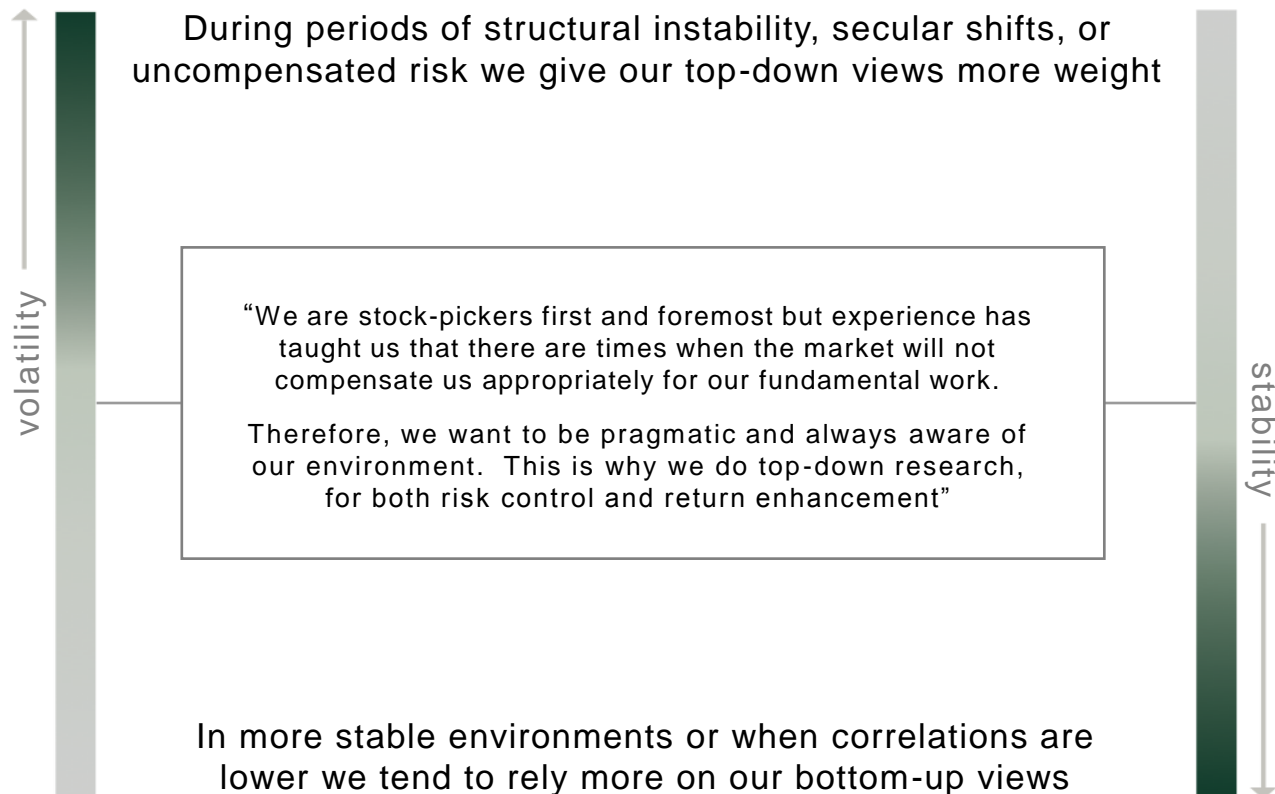 During periods of structural instability, secular shifts, or
uncompensated risk we give our top-down views more weight
volatility
“We are stock-pickers first and foremost but experience has
taught us that there are times when the market will not
compensate us appropriately for our fundamental work.
Therefore, we want to be pragmatic and always aware of
our environment.  This is why we do top-down research,
for both risk control and return enhancement”
stability
In more stable environments or when correlations are
lower we tend to rely more on our bottom-up views